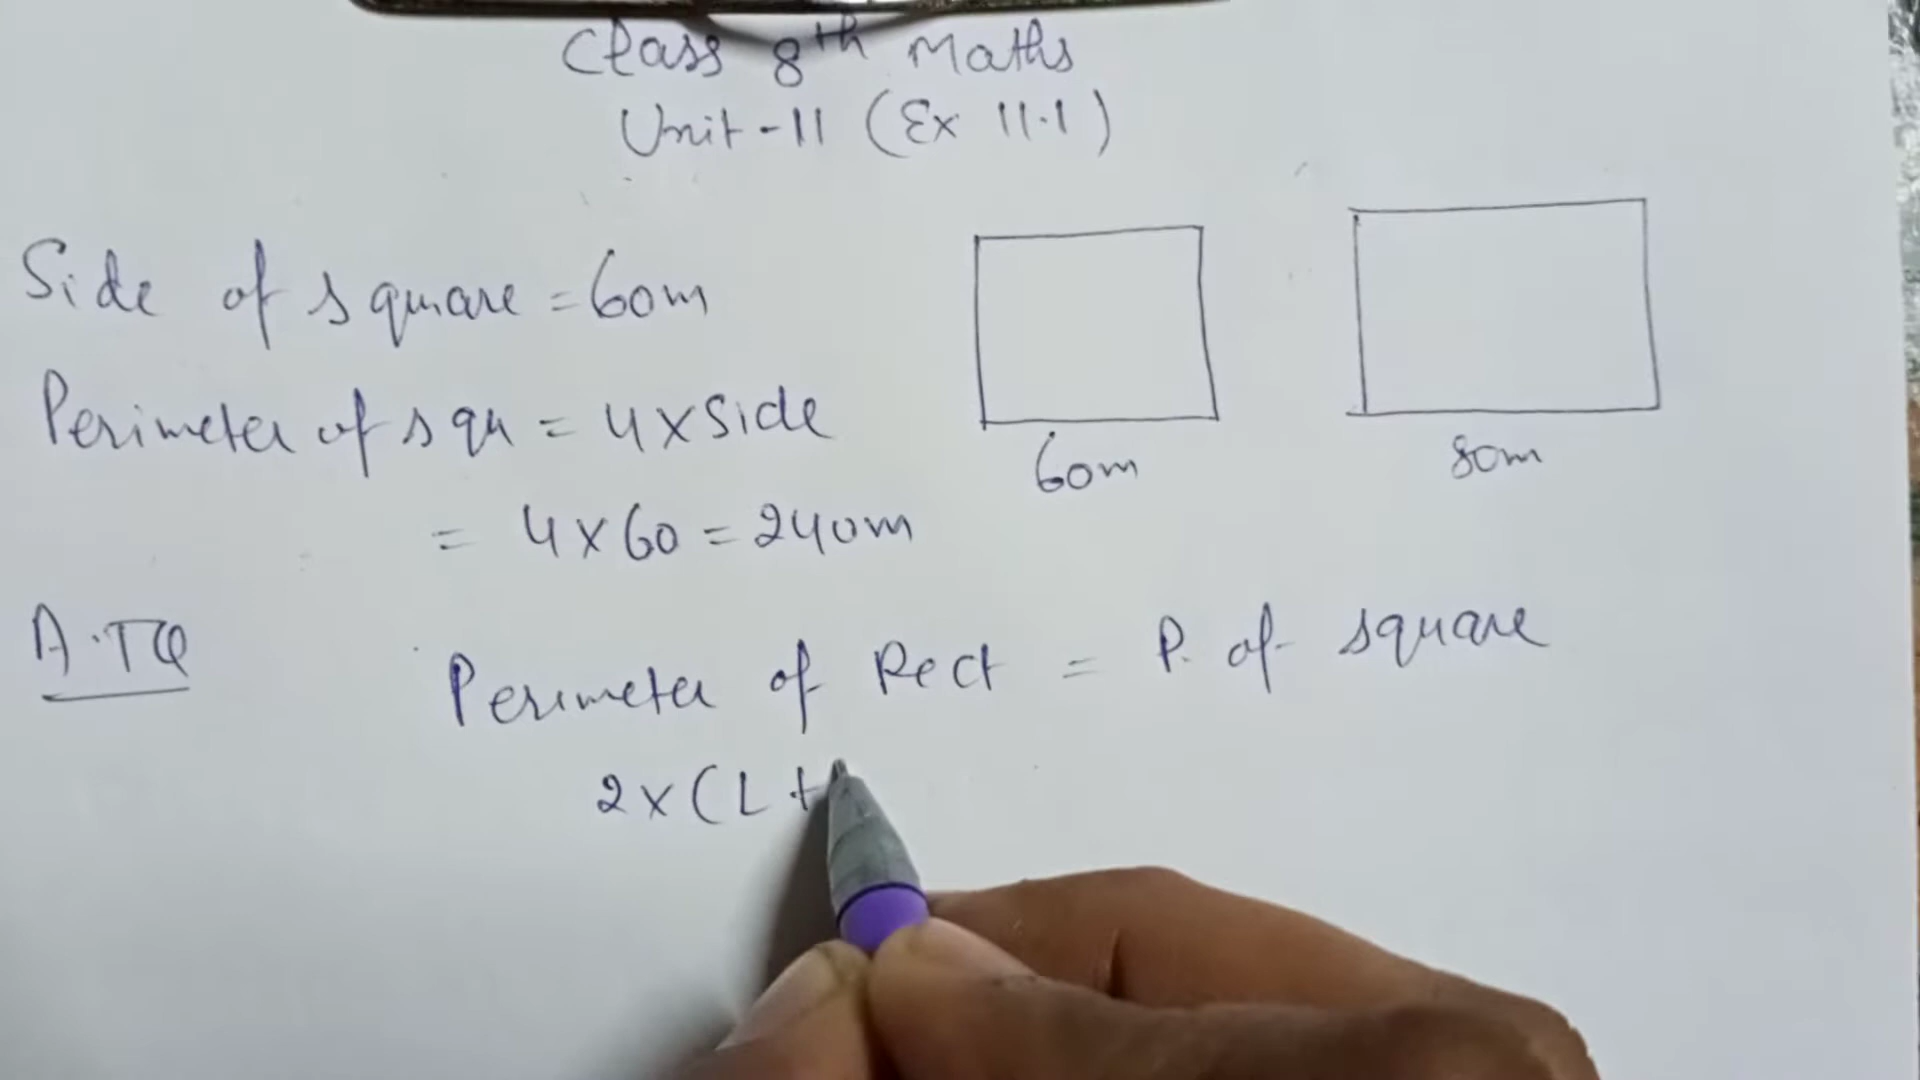 Class 8th Maths
Unit-11 (Ex 11.1)
Side of square = 60m
Perimeter of squ = 4×Side
= 4×60 = 240m
60m
80m
A.TQ
Perimeter of Rect = P. of square
2×(L+